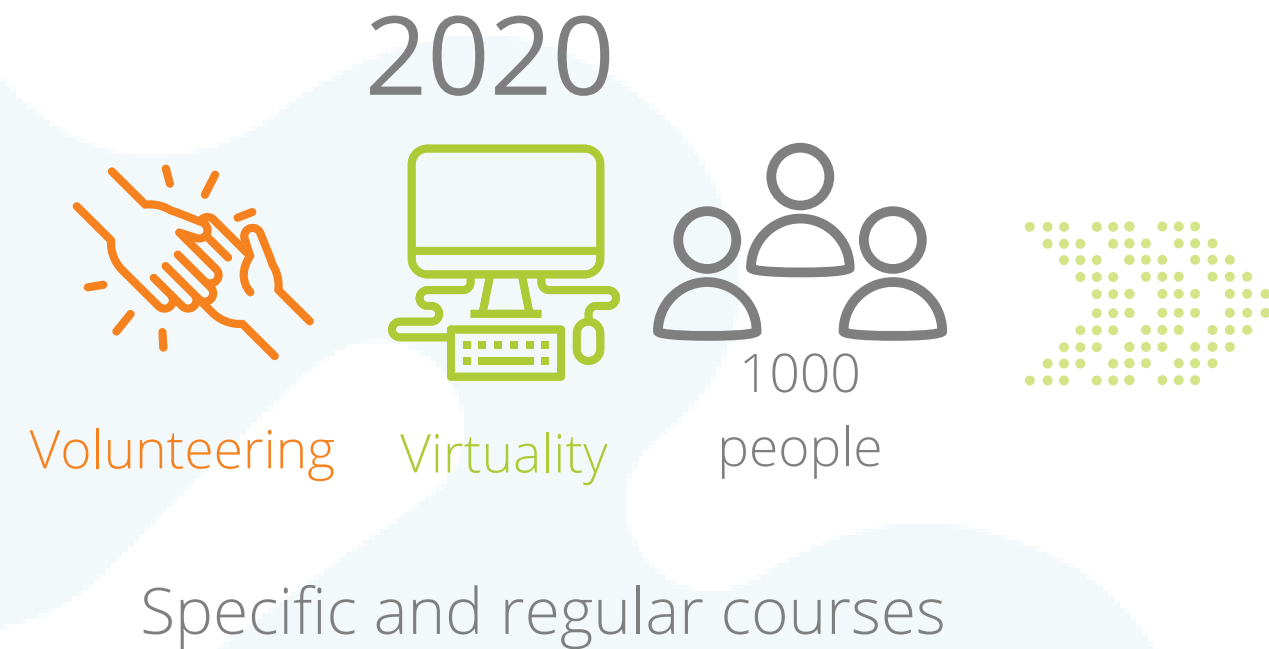 2020
Volunteering
Virtuality
1000
people
Specific and regular courses